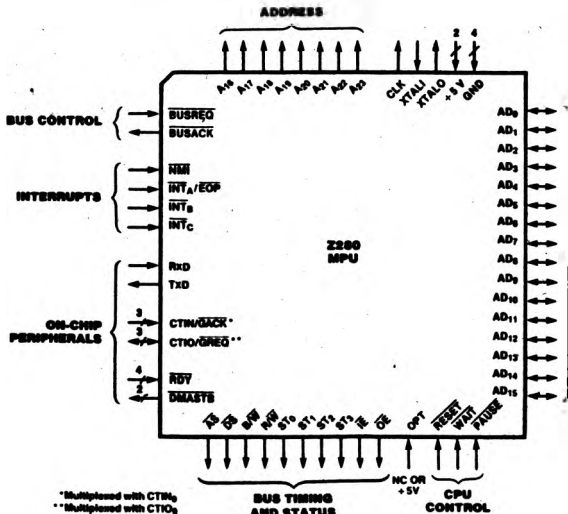 ADDRESS
A16 A17 A18 A19 A20 A21 A22 A23
CLK XTALI XTALO +5 V GND
2 4
BUS CONTROL
BUSREQ
BUSACK
INTERRUPTS
NMI
INTA/EOP
INTB
INTC
ON-CHIP
PERIPHERALS
RxD
TxD
3 CTIN/GACK*
3 CTIO/GREQ**
4 RDY
2 DMASTB
Z280
MPU
AD0
AD1
AD2
AD3
AD4
AD5
AD6
AD7
AD8
AD9
AD10
AD11
AD12
AD13
AD14
AD15
AS DS B/W R/W ST0 ST1 ST2 ST3 IE OE OPT RESET WAIT PAUSE
BUS TIMING
AND STATUS
NC OR
+5V
CPU
CONTROL
*Multiplexed with CTIN0
**Multiplexed with CTIO0